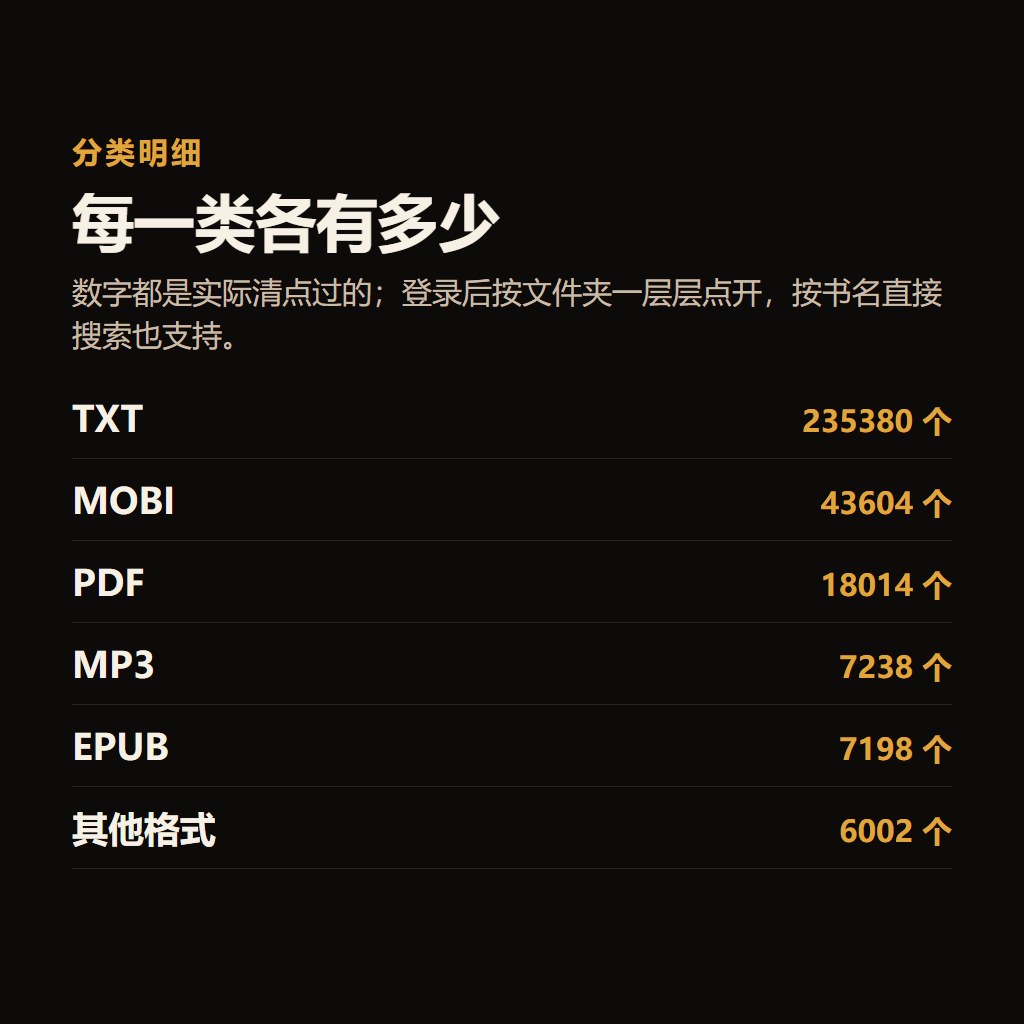 分类明细
每一类各有多少
数字都是实际清点过的；登录后按文件夹一层层点开，按书名直接
搜索也支持。
TXT 235380 个
MOBI 43604 个
PDF 18014 个
MP3 7238 个
EPUB 7198 个
其他格式 6002 个